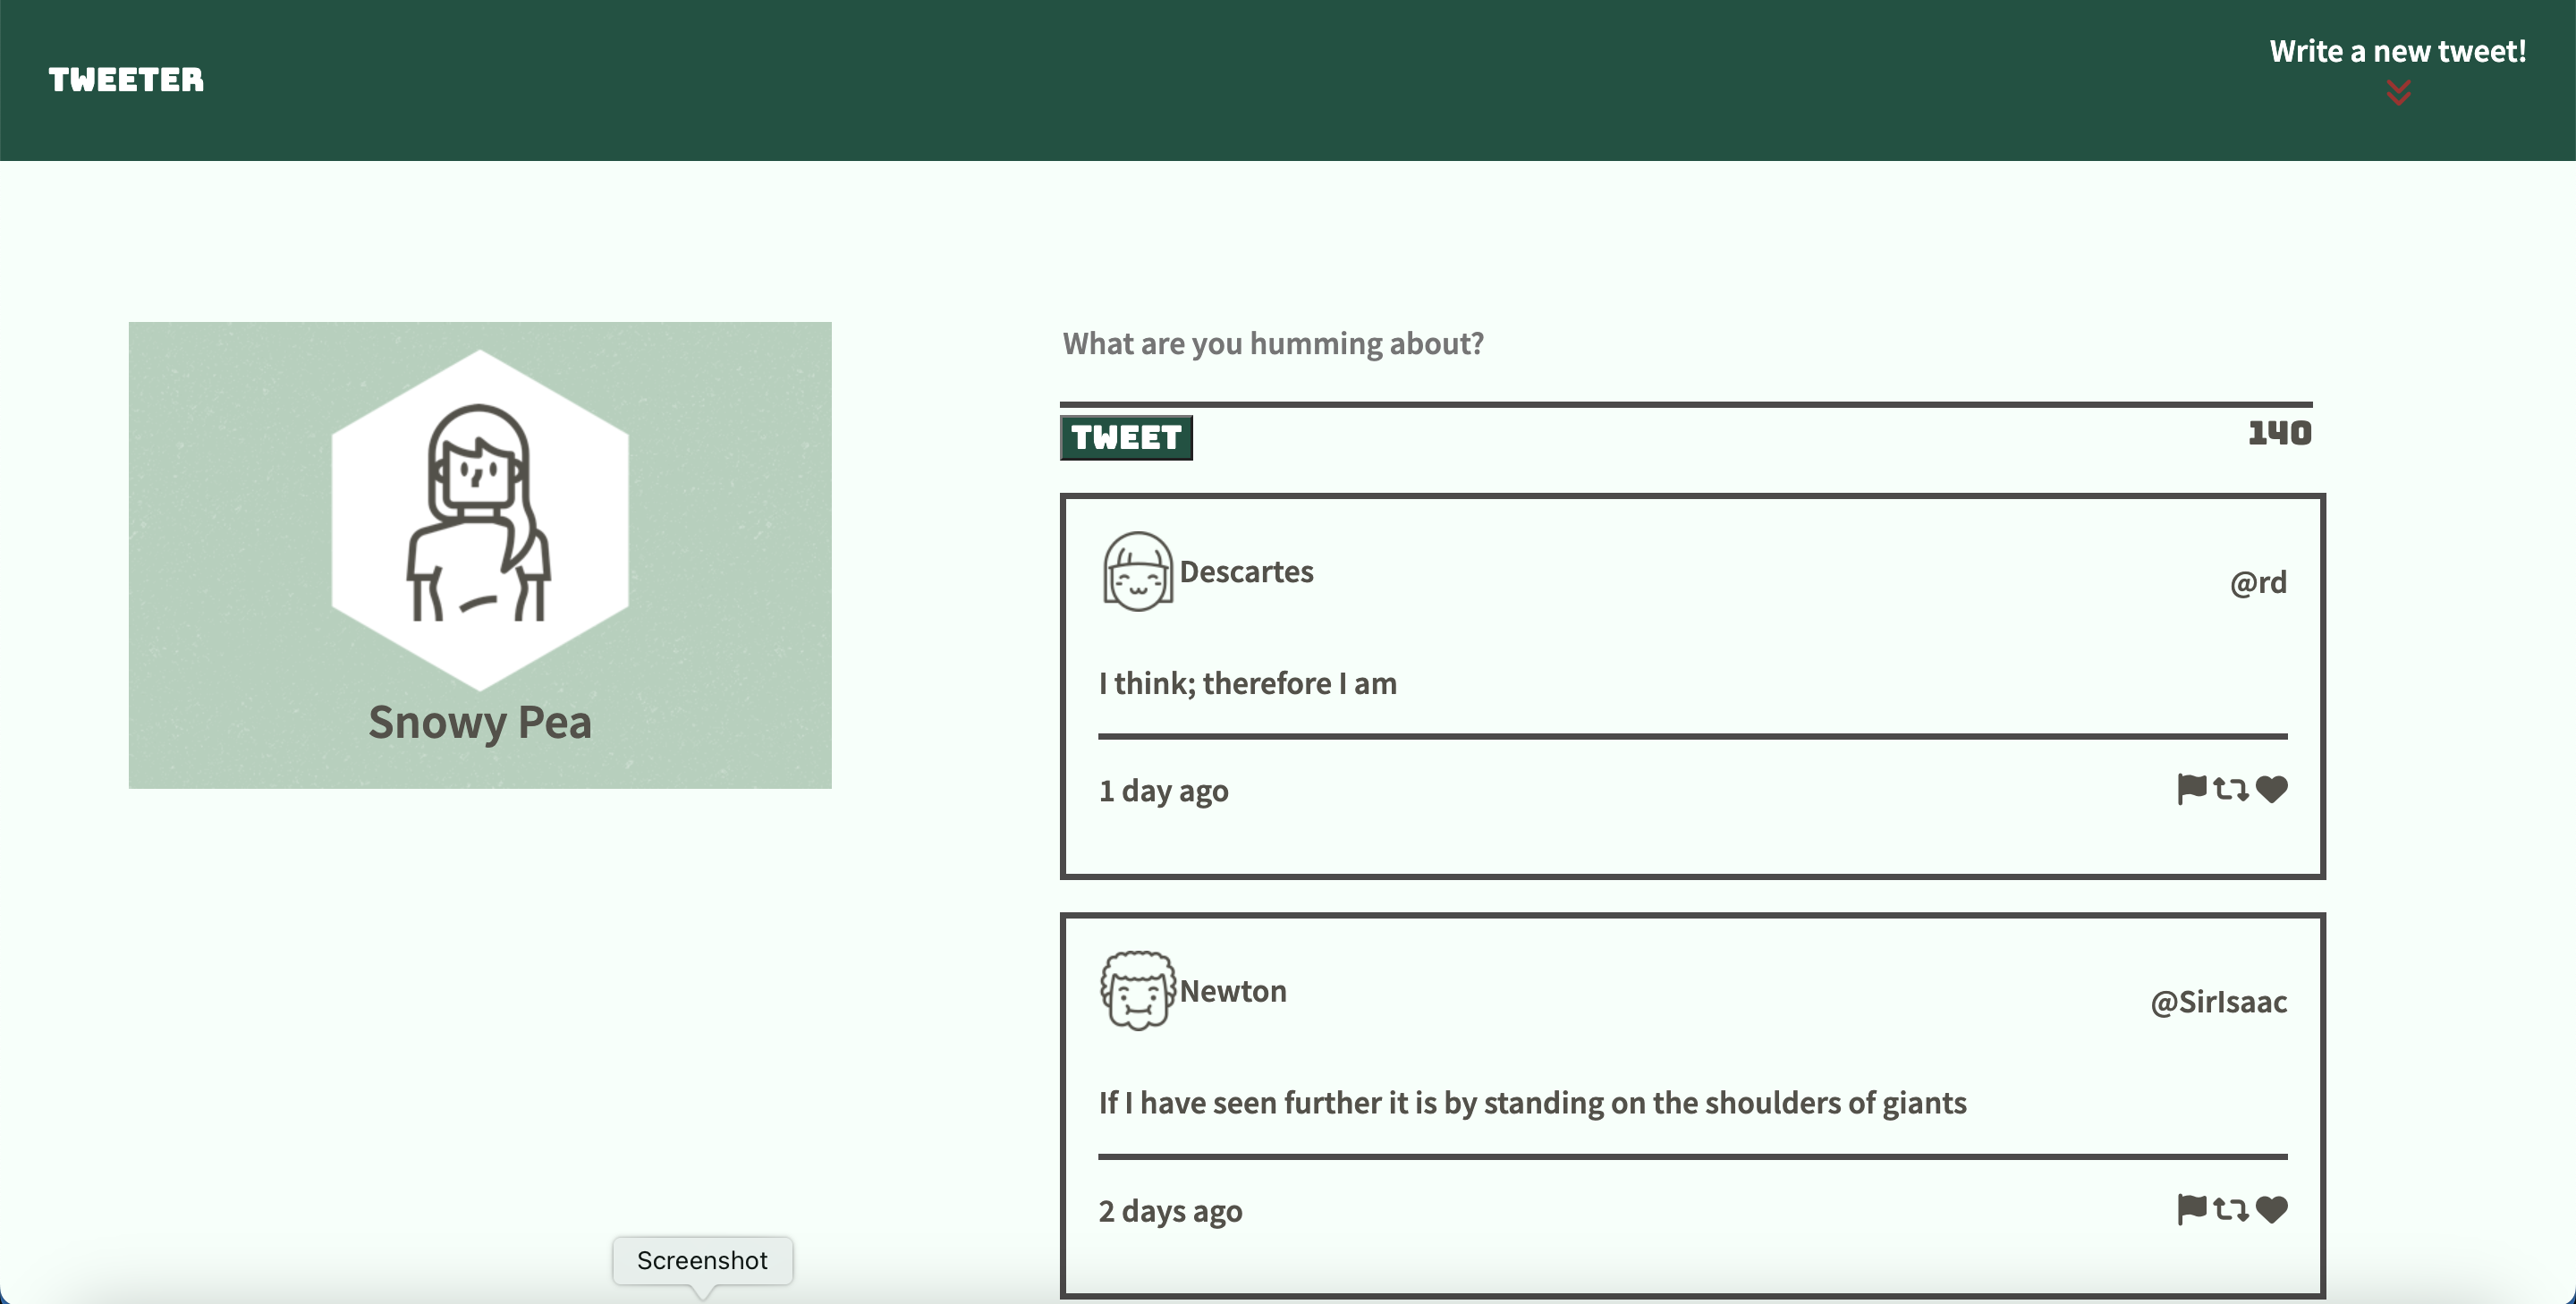 TWEETER
Write a new tweet!
Snowy Pea
What are you humming about?
TWEET
140
Descartes
@rd
I think; therefore I am
1 day ago
Newton
@SirIsaac
If I have seen further it is by standing on the shoulders of giants
2 days ago
Screenshot